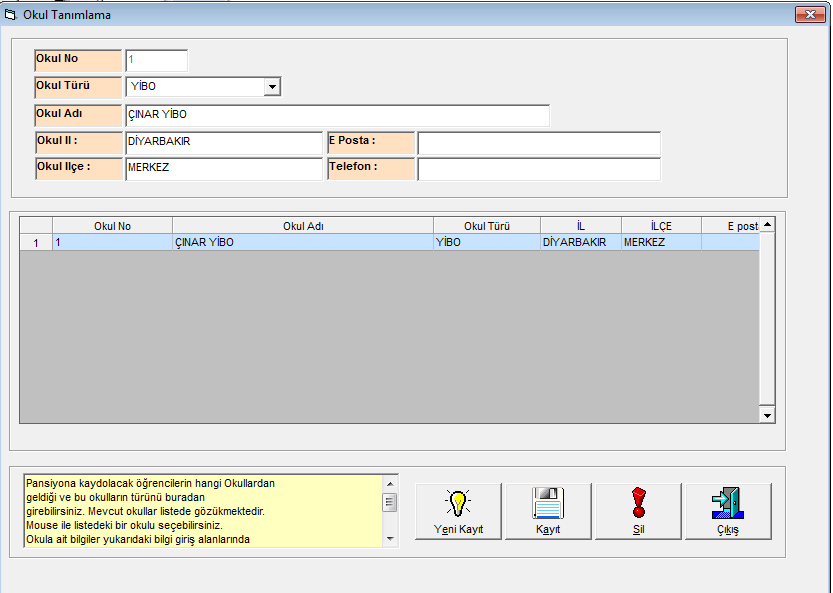 Okul Tanımlama
Okul No
1
Okul Türü
YİBO
Okul Adı
ÇINAR YİBO
Okul Il :
DİYARBAKIR
E Posta :
Okul Ilçe :
MERKEZ
Telefon :
Okul No Okul Adı Okul Türü İL İLÇE E post
1 1 ÇINAR YİBO YİBO DİYARBAKIR MERKEZ
Pansiyona kaydolacak öğrencilerin hangi Okullardan
geldiği ve bu okulların türünü buradan
girebilirsiniz. Mevcut okullar listede gözükmektedir.
Mouse ile listedeki bir okulu seçebilirsiniz.
Okula ait bilgiler yukarıdaki bilgi giriş alanlarında
Yeni Kayıt
Kayıt
Sil
Çıkış